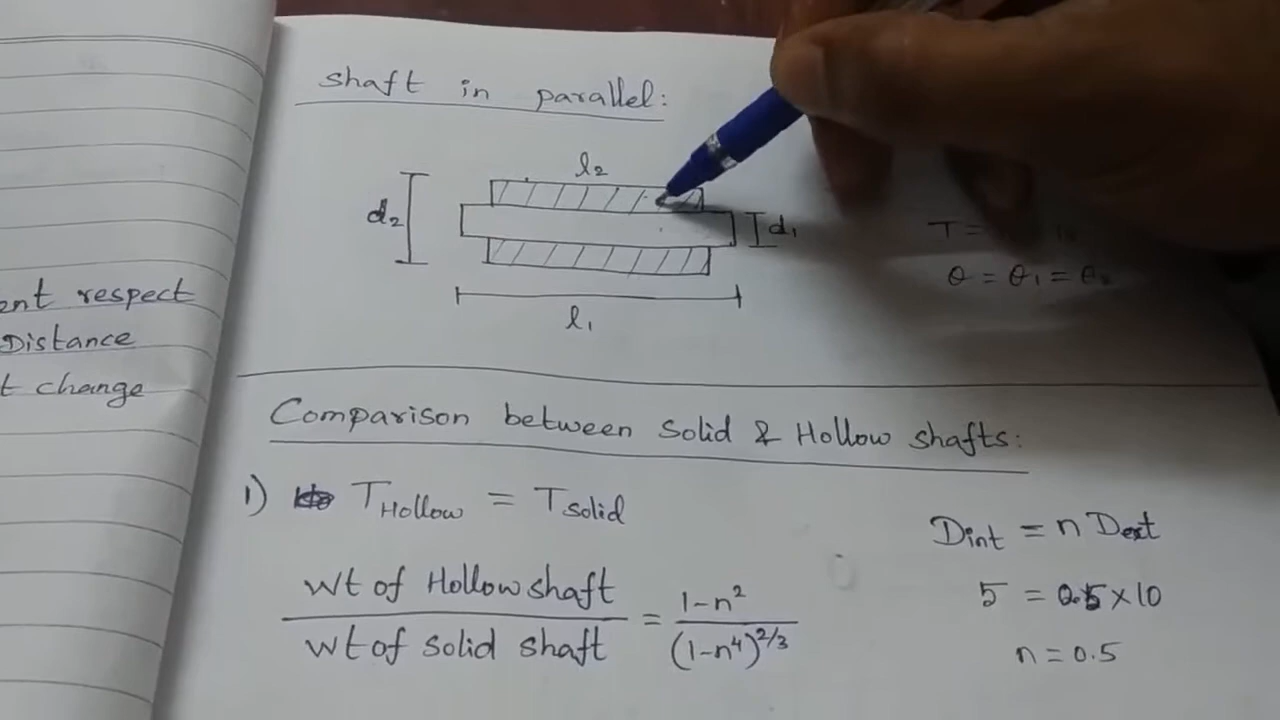 shaft in parallel:
l₂
d₂
d₁
l₁
T =
θ = θ₁ = θ₂
ent respect
Distance
t change
Comparison between Solid & Hollow shafts:
1) T Hollow = T solid
Dint = n Dext
wt of Hollow shaft
wt of solid shaft
= 1-n²
(1-n⁴)^2/3
5 = 0.5 × 10
n = 0.5